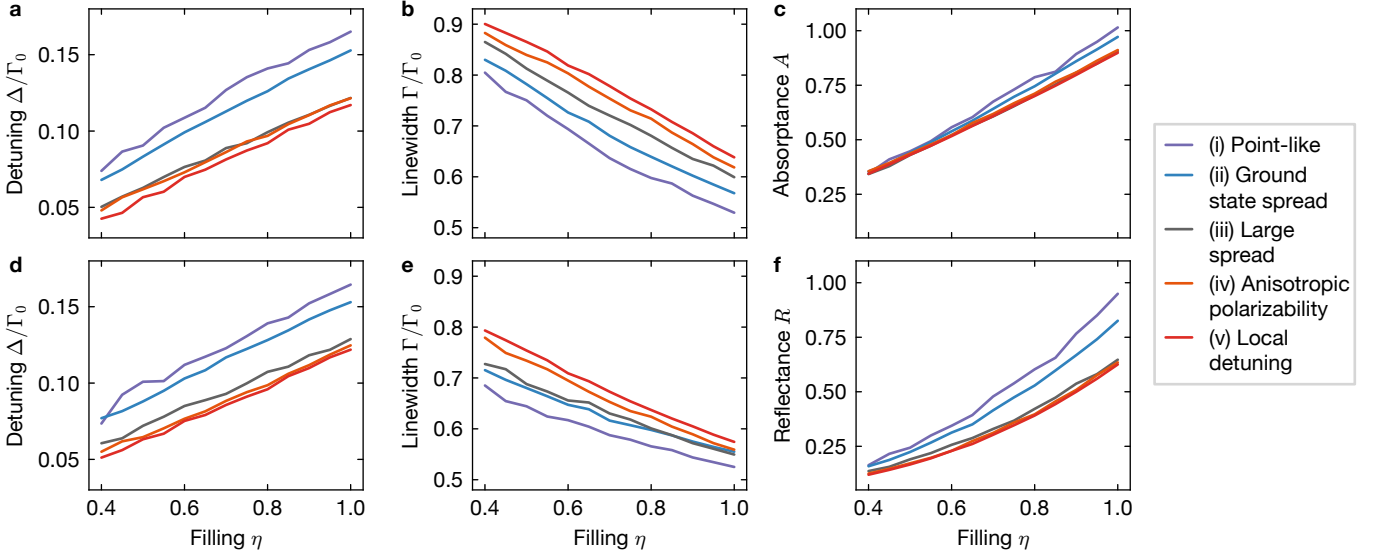 a
Detuning Δ/Γ₀
0.15
0.10
0.05
b
Linewidth Γ/Γ₀
0.9
0.8
0.7
0.6
0.5
c
Absorptance A
1.00
0.75
0.50
0.25
d
Detuning Δ/Γ₀
0.15
0.10
0.05
0.4 0.6 0.8 1.0
Filling η
e
Linewidth Γ/Γ₀
0.9
0.8
0.7
0.6
0.5
0.4 0.6 0.8 1.0
Filling η
f
Reflectance R
1.00
0.75
0.50
0.25
0.4 0.6 0.8 1.0
Filling η
(i) Point-like
(ii) Ground
state spread
(iii) Large
spread
(iv) Anisotropic
polarizability
(v) Local
detuning